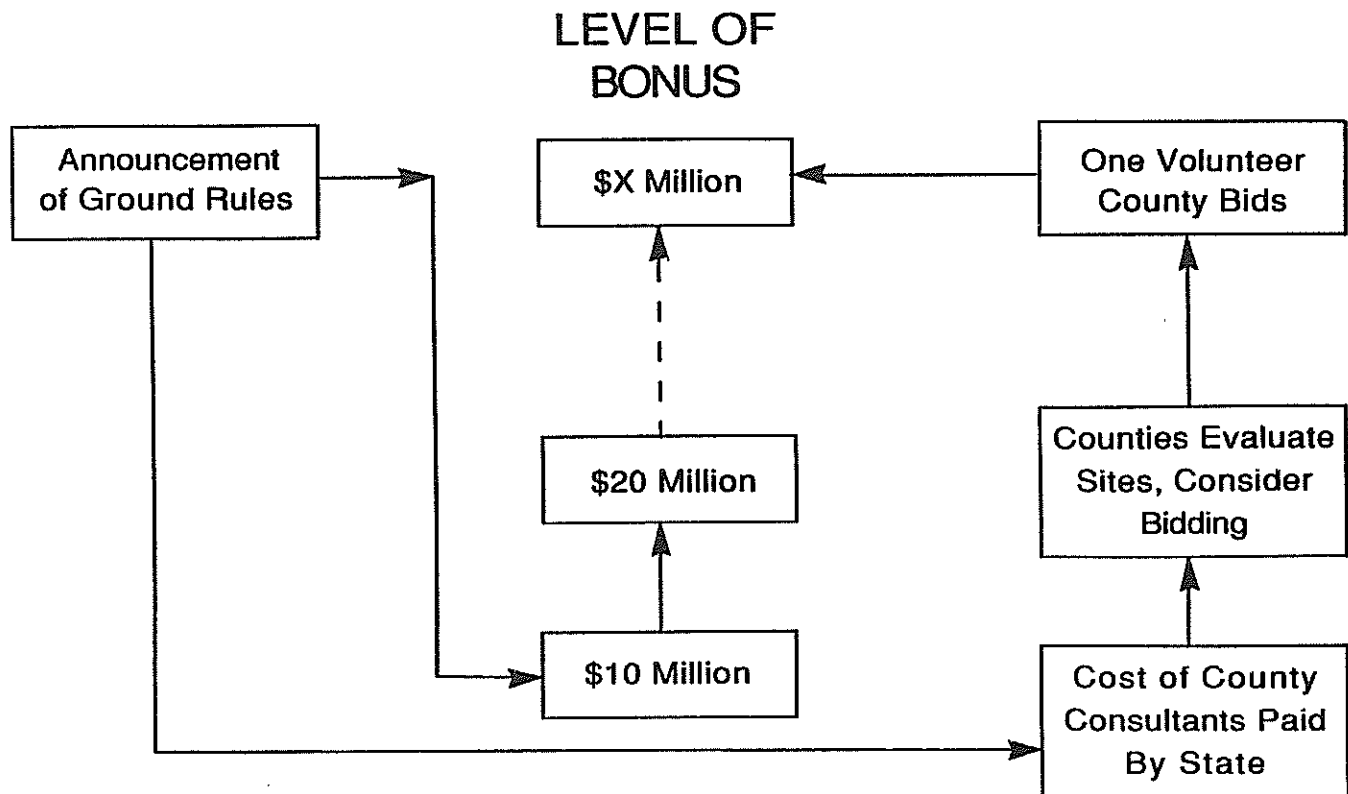 LEVEL OF
BONUS
Announcement
of Ground Rules
$X Million
One Volunteer
County Bids
$20 Million
Counties Evaluate
Sites, Consider
Bidding
$10 Million
Cost of County
Consultants Paid
By State